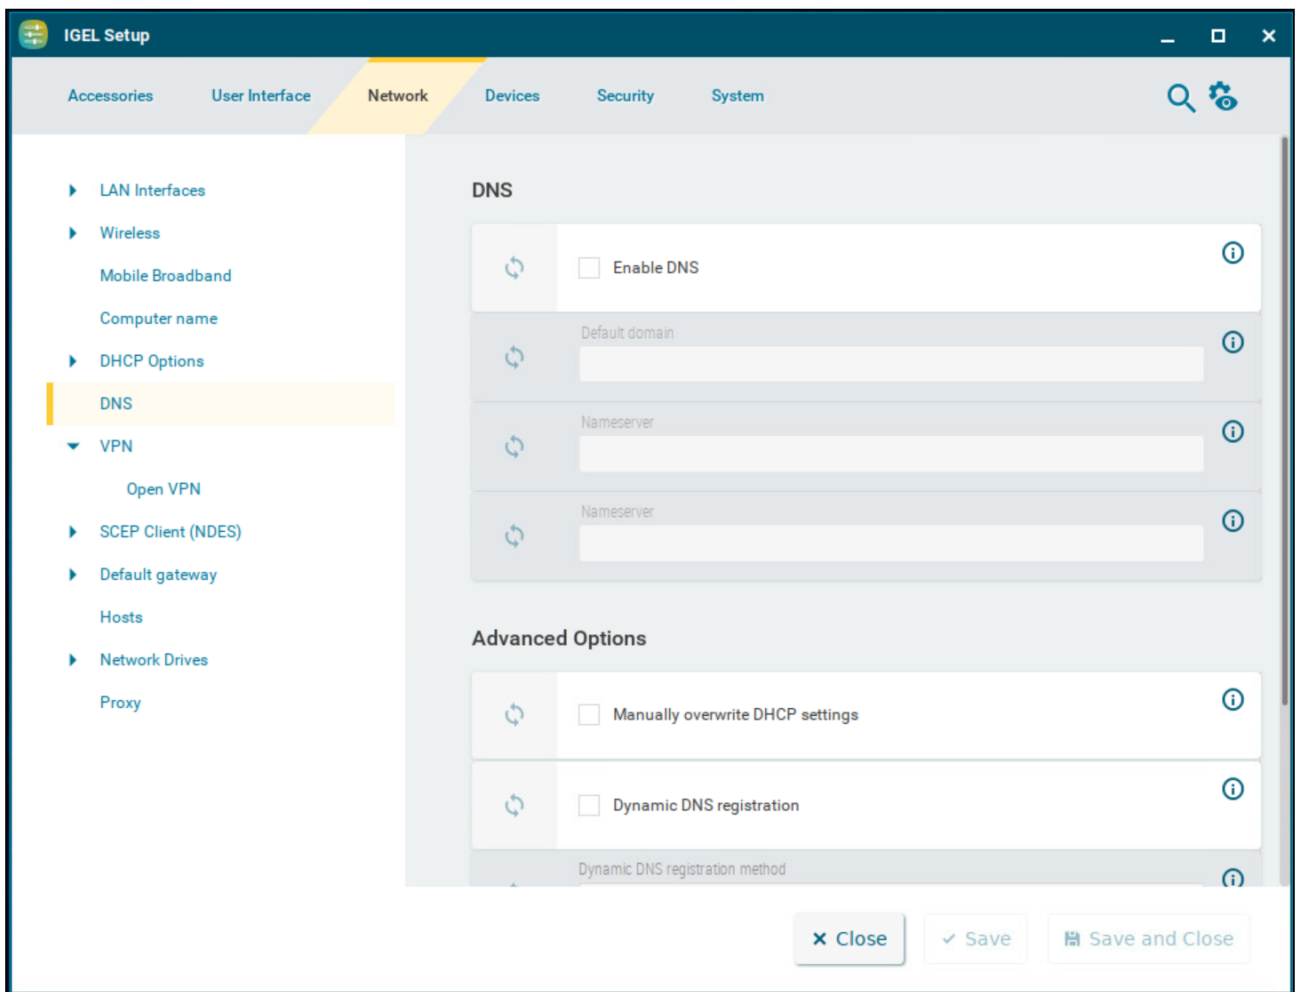 IGEL Setup
Accessories User Interface Network Devices Security System
LAN Interfaces
Wireless
Mobile Broadband
Computer name
DHCP Options
DNS
VPN
Open VPN
SCEP Client (NDES)
Default gateway
Hosts
Network Drives
Proxy
DNS
Enable DNS
Default domain
Nameserver
Nameserver
Advanced Options
Manually overwrite DHCP settings
Dynamic DNS registration
Dynamic DNS registration method
Close Save Save and Close